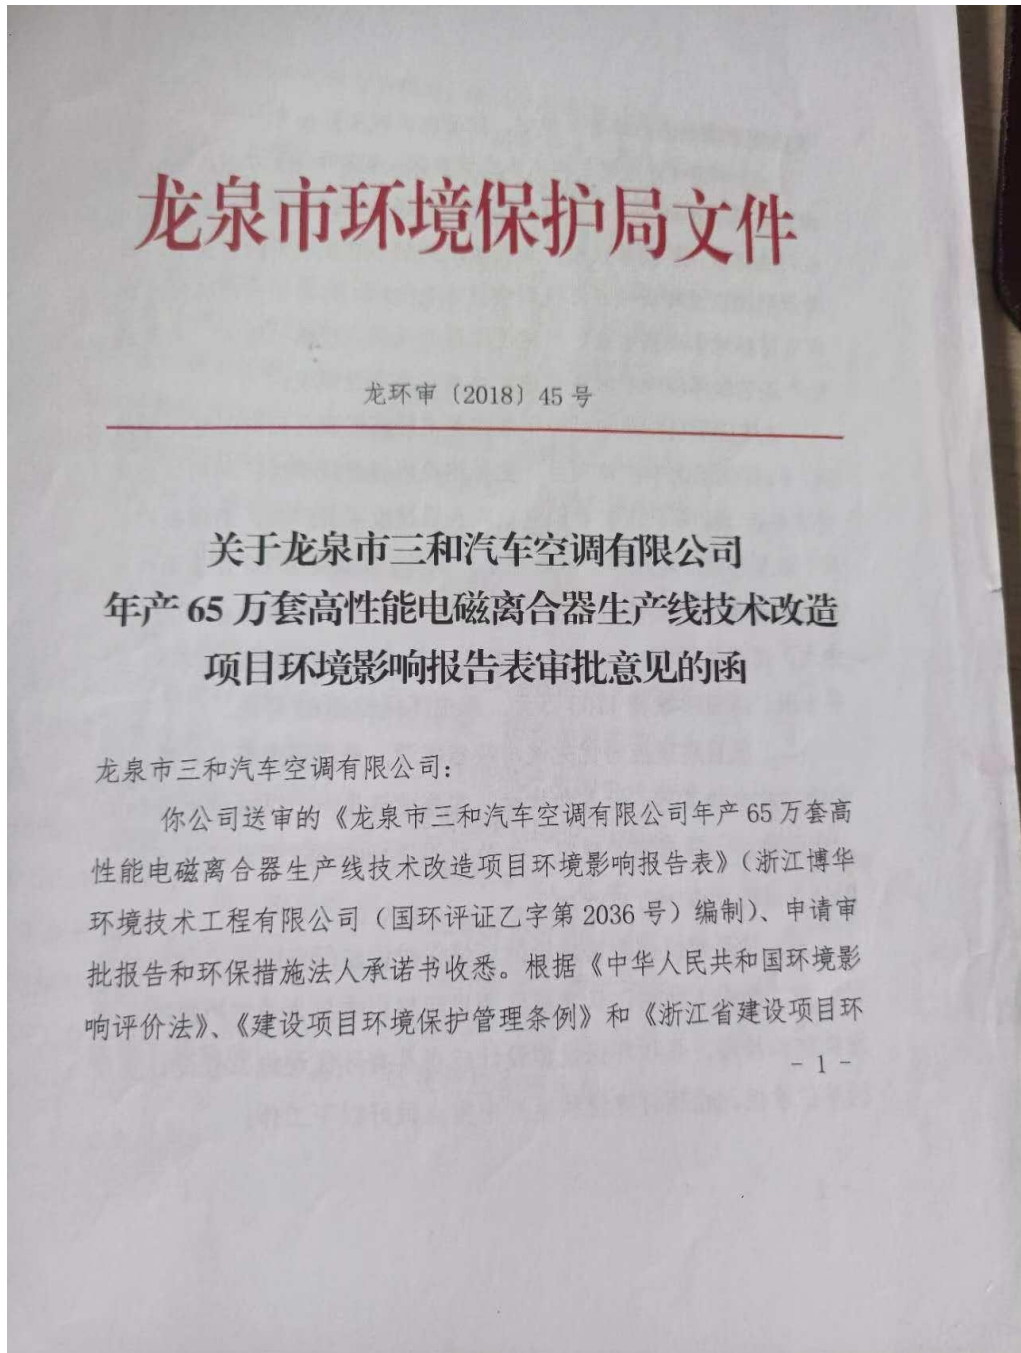 龙泉市环境保护局文件
龙环审〔2018〕45号
关于龙泉市三和汽车空调有限公司
年产65万套高性能电磁离合器生产线技术改造
项目环境影响报告表审批意见的函
龙泉市三和汽车空调有限公司：
你公司送审的《龙泉市三和汽车空调有限公司年产65万套高
性能电磁离合器生产线技术改造项目环境影响报告表》（浙江博华
环境技术工程有限公司（国环评证乙字第2036号）编制）、申请审
批报告和环保措施法人承诺书收悉。根据《中华人民共和国环境影
响评价法》、《建设项目环境保护管理条例》和《浙江省建设项目环
- 1 -